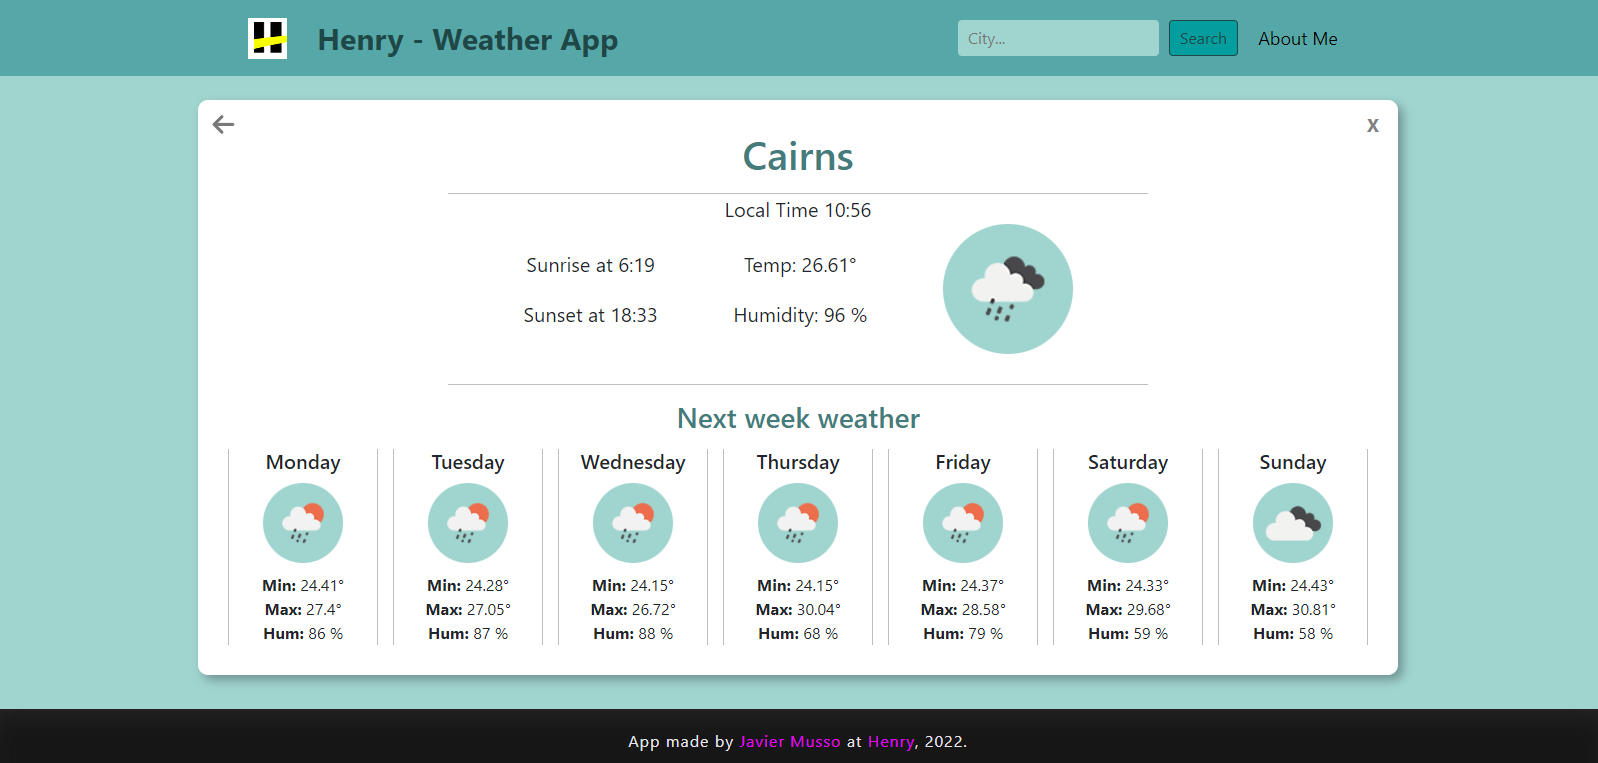 Henry - Weather App
City...
Search
About Me
X
Cairns
Local Time 10:56
Sunrise at 6:19
Temp: 26.61°
Sunset at 18:33
Humidity: 96 %
Next week weather
Monday
Min: 24.41°
Max: 27.4°
Hum: 86 %
Tuesday
Min: 24.28°
Max: 27.05°
Hum: 87 %
Wednesday
Min: 24.15°
Max: 26.72°
Hum: 88 %
Thursday
Min: 24.15°
Max: 30.04°
Hum: 68 %
Friday
Min: 24.37°
Max: 28.58°
Hum: 79 %
Saturday
Min: 24.33°
Max: 29.68°
Hum: 59 %
Sunday
Min: 24.43°
Max: 30.81°
Hum: 58 %
App made by Javier Musso at Henry, 2022.